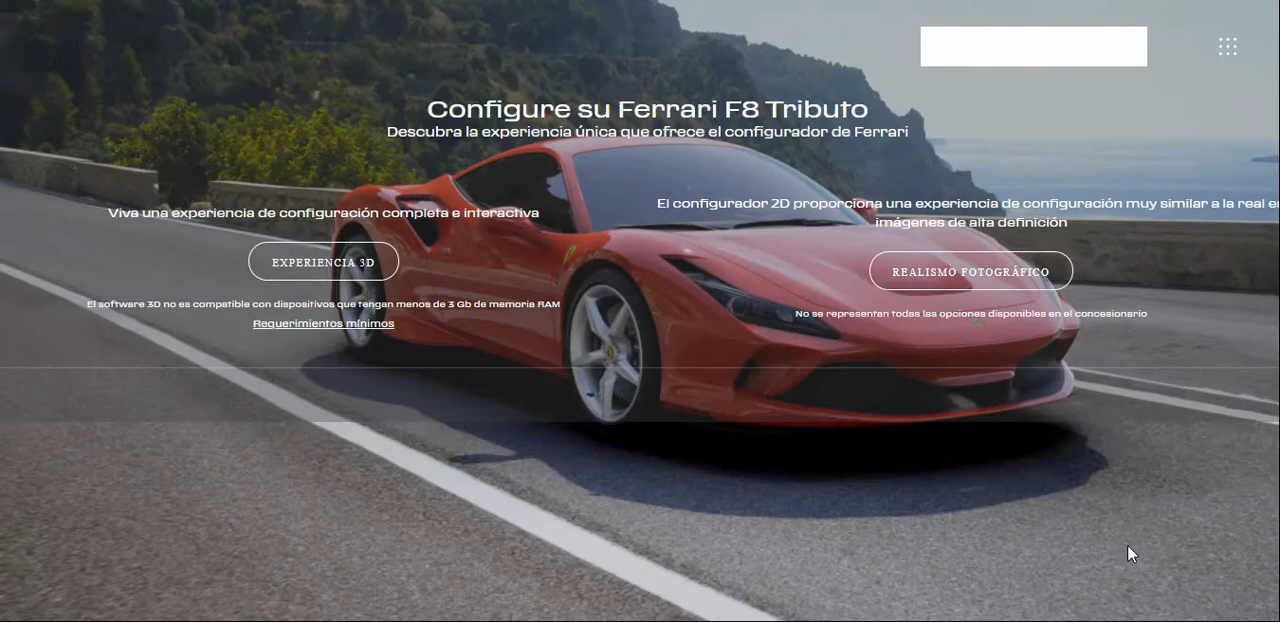 Configure su Ferrari F8 Tributo
Descubra la experiencia única que ofrece el configurador de Ferrari
Viva una experiencia de configuración completa e interactiva
EXPERIENCIA 3D
El software 3D no es compatible con dispositivos que tengan menos de 3 Gb de memoria RAM
Requerimientos mínimos
El configurador 2D proporciona una experiencia de configuración muy similar a la real en
imágenes de alta definición
REALISMO FOTOGRÁFICO
No se representan todas las opciones disponibles en el concesionario